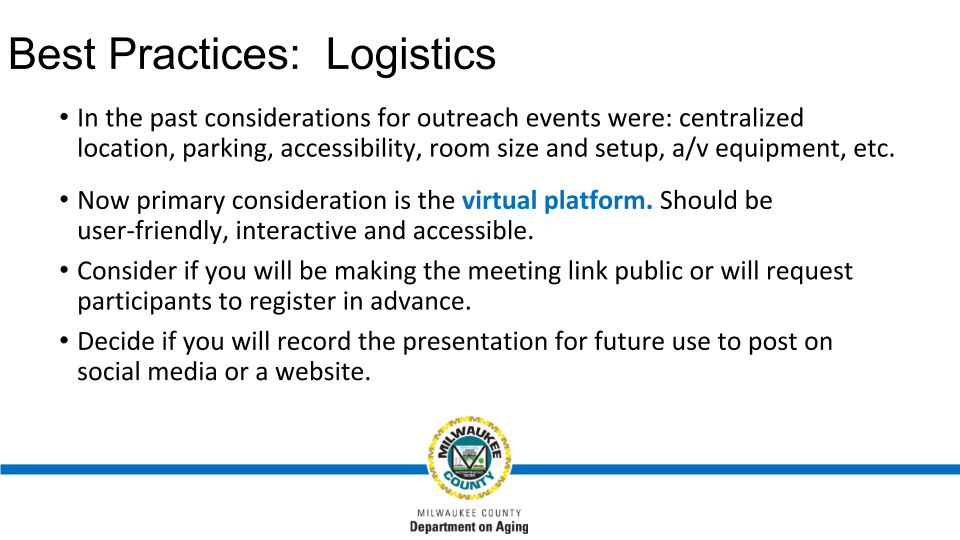 Best Practices:  Logistics
• In the past considerations for outreach events were: centralized
location, parking, accessibility, room size and setup, a/v equipment, etc.
• Now primary consideration is the virtual platform. Should be
user-friendly, interactive and accessible.
• Consider if you will be making the meeting link public or will request
participants to register in advance.
• Decide if you will record the presentation for future use to post on
social media or a website.
MILWAUKEE
COUNTY
MILWAUKEE COUNTY
Department on Aging